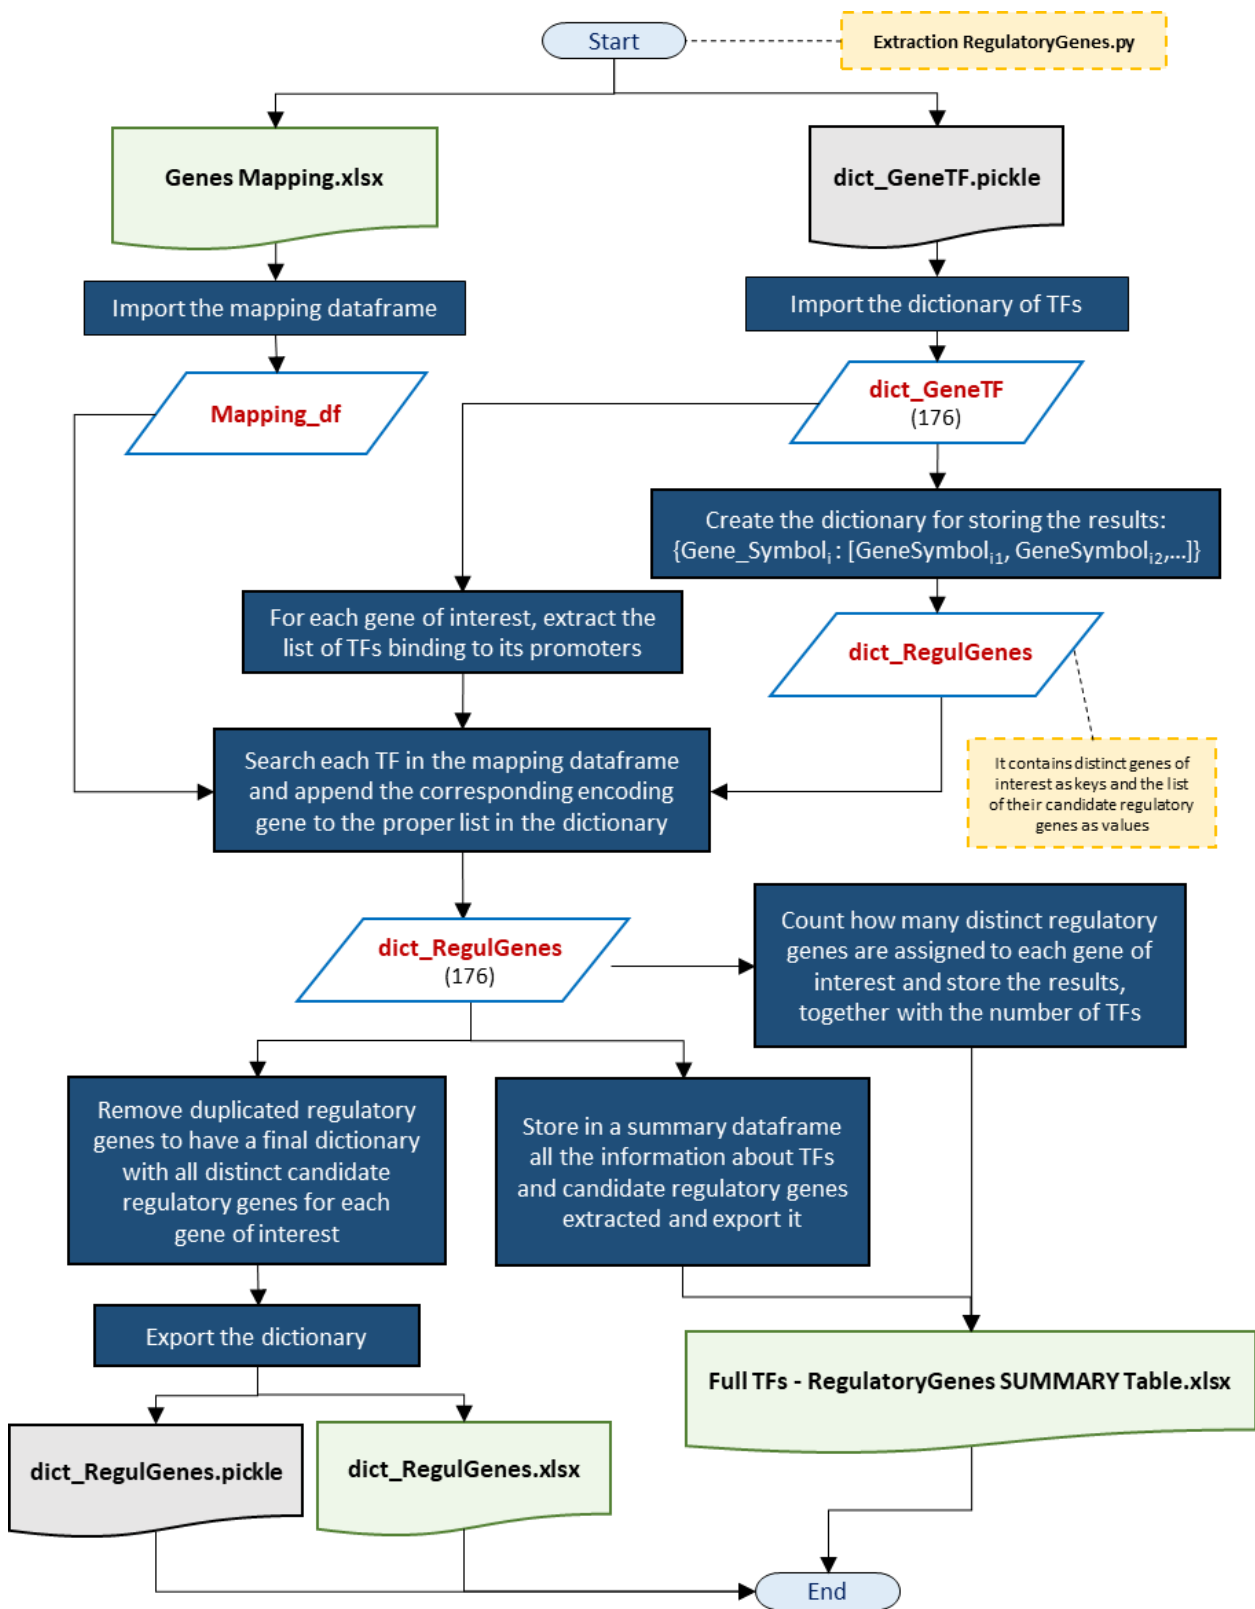 Start
Extraction RegulatoryGenes.py
Genes Mapping.xlsx
dict_GeneTF.pickle
Import the mapping dataframe
Import the dictionary of TFs
Mapping_df
dict_GeneTF
(176)
Create the dictionary for storing the results:
{Gene_Symbolᵢ : [GeneSymbolᵢ₁, GeneSymbolᵢ₂,...]}
For each gene of interest, extract the
list of TFs binding to its promoters
dict_RegulGenes
Search each TF in the mapping dataframe
and append the corresponding encoding
gene to the proper list in the dictionary
It contains distinct genes of
interest as keys and the list
of their candidate regulatory
genes as values
dict_RegulGenes
(176)
Count how many distinct regulatory
genes are assigned to each gene of
interest and store the results,
together with the number of TFs
Remove duplicated regulatory
genes to have a final dictionary
with all distinct candidate
regulatory genes for each
gene of interest
Store in a summary dataframe
all the information about TFs
and candidate regulatory genes
extracted and export it
Export the dictionary
Full TFs - RegulatoryGenes SUMMARY Table.xlsx
dict_RegulGenes.pickle
dict_RegulGenes.xlsx
End